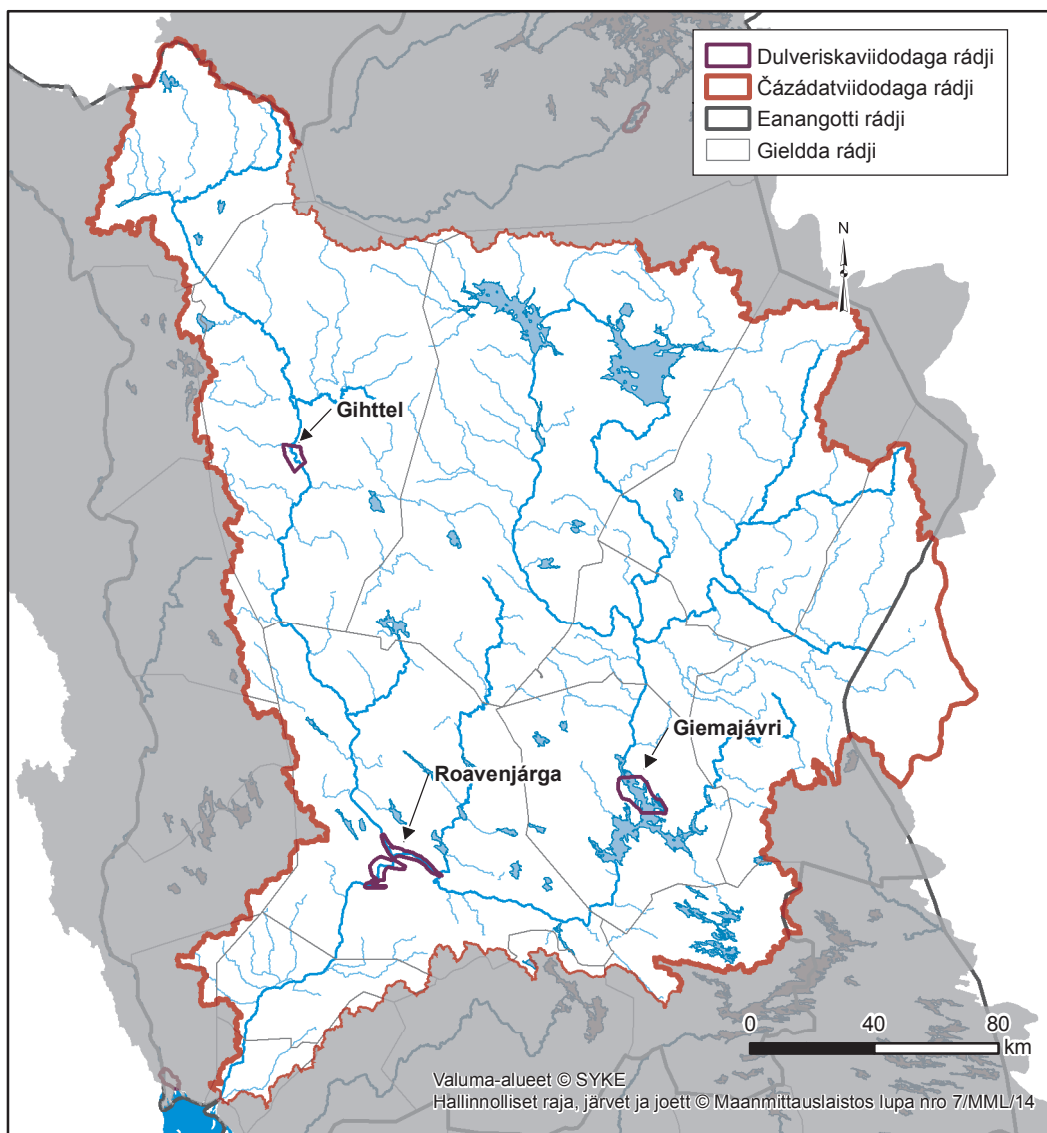 Dulveriskaviidodaga rádji
Čázádatviidodaga rádji
Eanangotti rádji
Gieldda rádji
N
Gihttel
Giemajávri
Roavenjárga
0 40 80
km
Valuma-alueet © SYKE
Hallinnolliset raja, järvet ja joett © Maanmittauslaistos lupa nro 7/MML/14